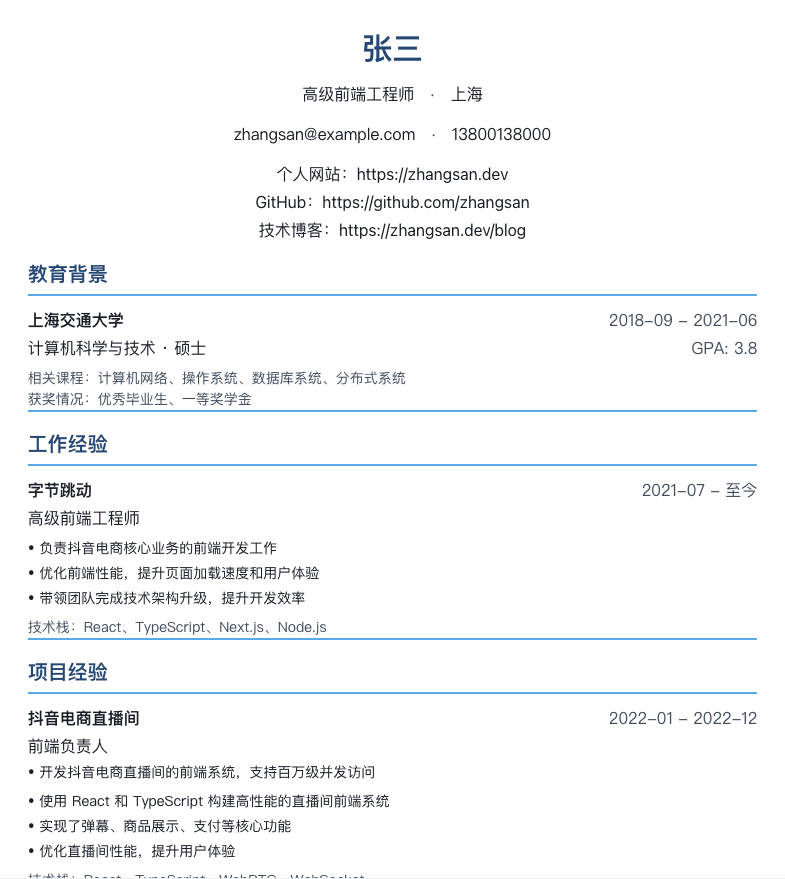 张三
高级前端工程师 · 上海
zhangsan@example.com · 13800138000
个人网站：https://zhangsan.dev
GitHub：https://github.com/zhangsan
技术博客：https://zhangsan.dev/blog
教育背景
上海交通大学 2018-09 - 2021-06
计算机科学与技术 · 硕士 GPA: 3.8
相关课程：计算机网络、操作系统、数据库系统、分布式系统
获奖情况：优秀毕业生、一等奖学金
工作经验
字节跳动 2021-07 - 至今
高级前端工程师
• 负责抖音电商核心业务的前端开发工作
• 优化前端性能，提升页面加载速度和用户体验
• 带领团队完成技术架构升级，提升开发效率
技术栈：React、TypeScript、Next.js、Node.js
项目经验
抖音电商直播间 2022-01 - 2022-12
前端负责人
• 开发抖音电商直播间的前端系统，支持百万级并发访问
• 使用 React 和 TypeScript 构建高性能的直播间前端系统
• 实现了弹幕、商品展示、支付等核心功能
• 优化直播间性能，提升用户体验
技术栈：React、TypeScript、WebRTC、WebSocket